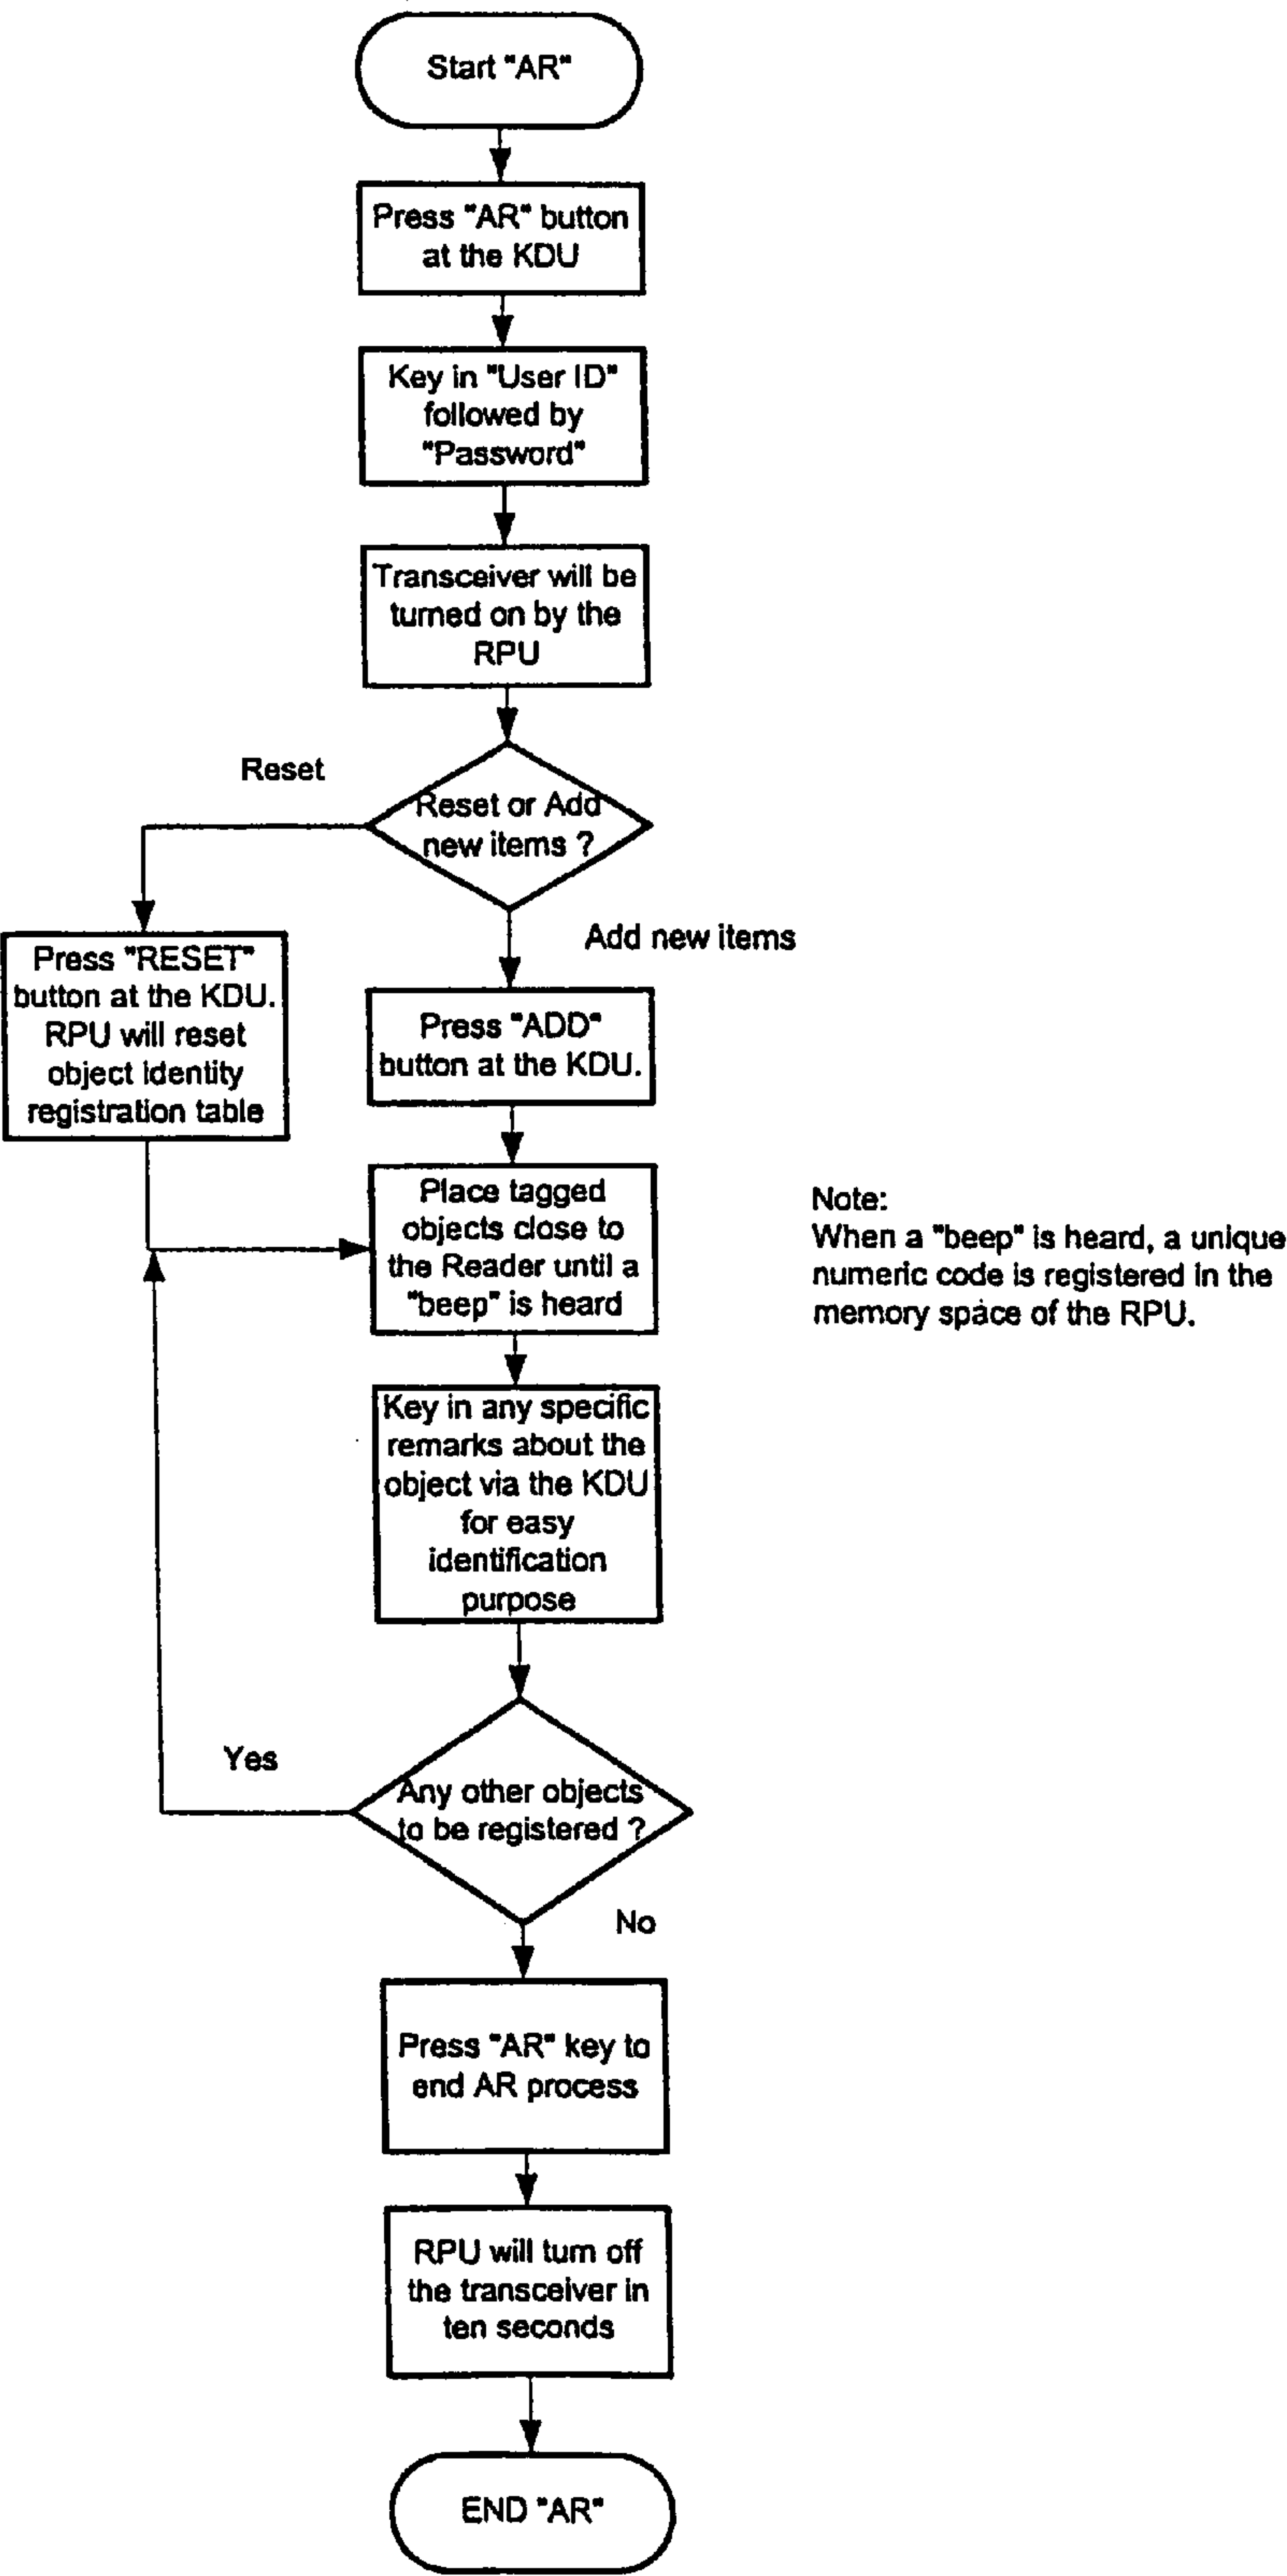 Start "AR"
Press "AR" button
at the KDU
Key in "User ID"
followed by
"Password"
Transceiver will be
turned on by the
RPU
Reset
Reset or Add
new items ?
Add new items
Press "RESET"
button at the KDU.
RPU will reset
object identity
registration table
Press "ADD"
button at the KDU.
Place tagged
objects close to
the Reader until a
"beep" is heard
Note:
When a "beep" is heard, a unique
numeric code is registered in the
memory space of the RPU.
Key in any specific
remarks about the
object via the KDU
for easy
identification
purpose
Yes
Any other objects
to be registered ?
No
Press "AR" key to
end AR process
RPU will turn off
the transceiver in
ten seconds
END "AR"